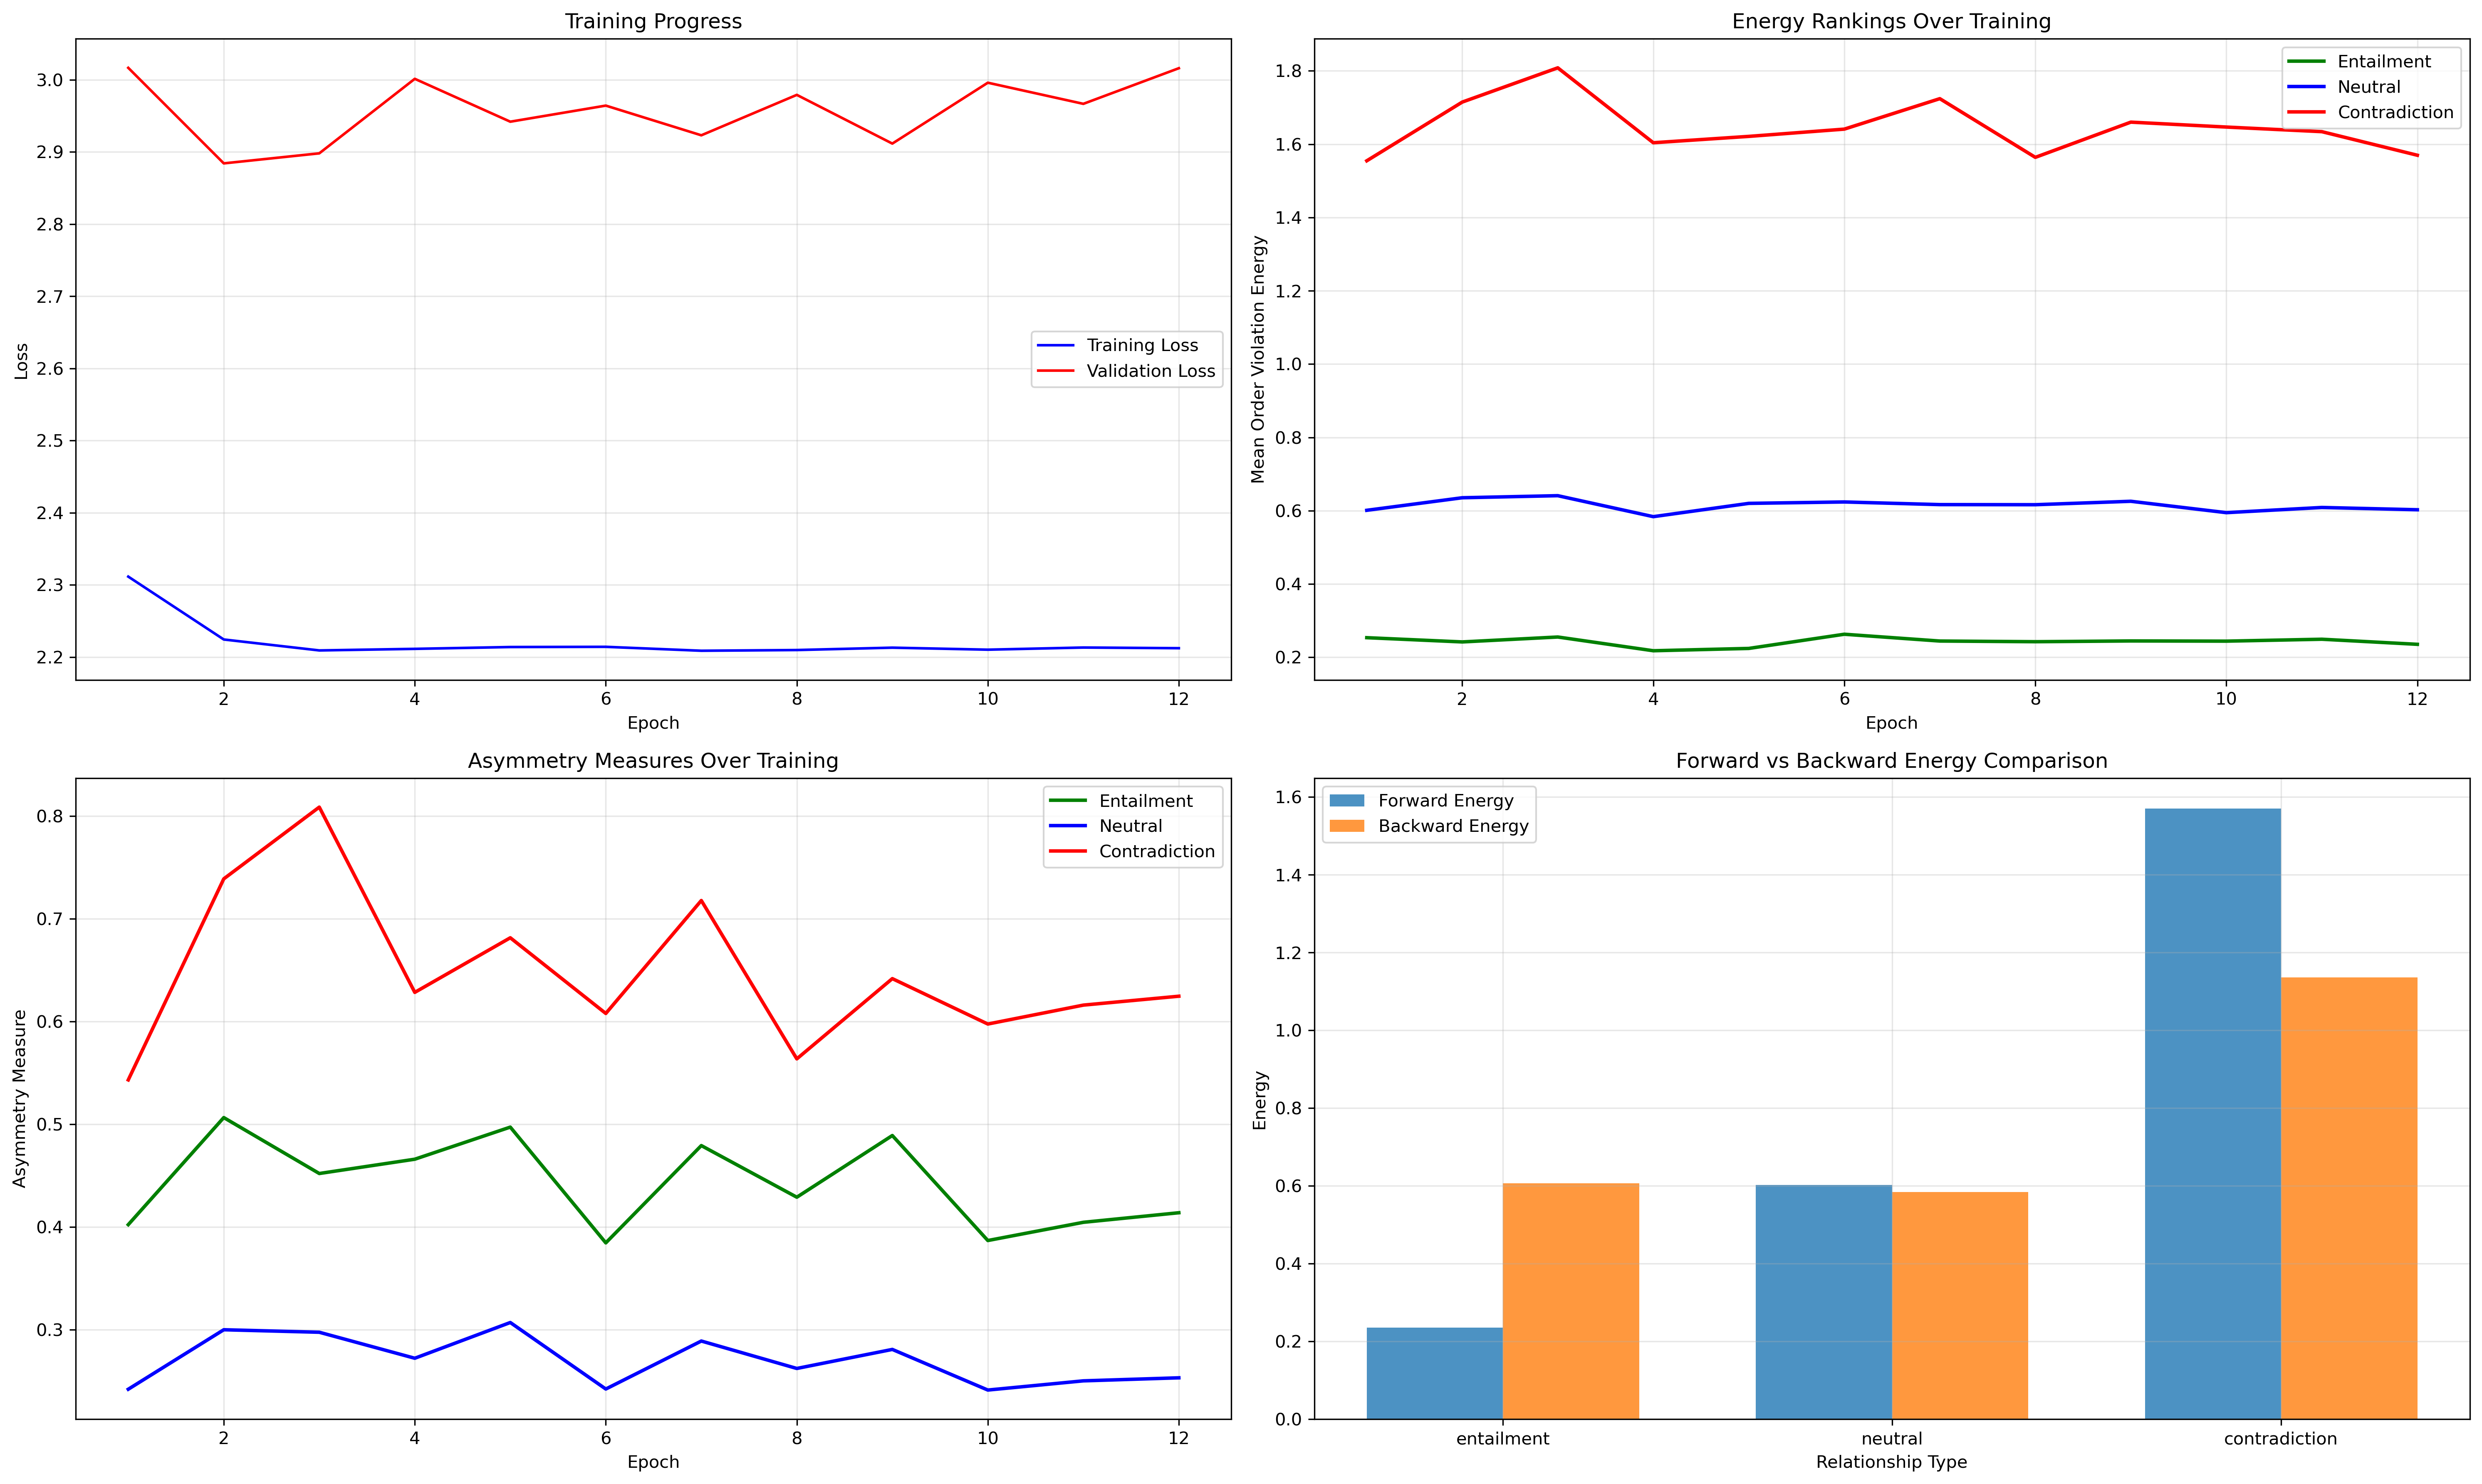 Training Progress
Loss
3.0
2.9
2.8
2.7
2.6
2.5
2.4
2.3
2.2
Training Loss
Validation Loss
2 4 6 8 10 12
Epoch
Energy Rankings Over Training
Mean Order Violation Energy
1.8
1.6
1.4
1.2
1.0
0.8
0.6
0.4
0.2
Entailment
Neutral
Contradiction
2 4 6 8 10 12
Epoch
Asymmetry Measures Over Training
Asymmetry Measure
0.8
0.7
0.6
0.5
0.4
0.3
Entailment
Neutral
Contradiction
2 4 6 8 10 12
Epoch
Forward vs Backward Energy Comparison
Energy
1.6
1.4
1.2
1.0
0.8
0.6
0.4
0.2
0.0
Forward Energy
Backward Energy
entailment neutral contradiction
Relationship Type